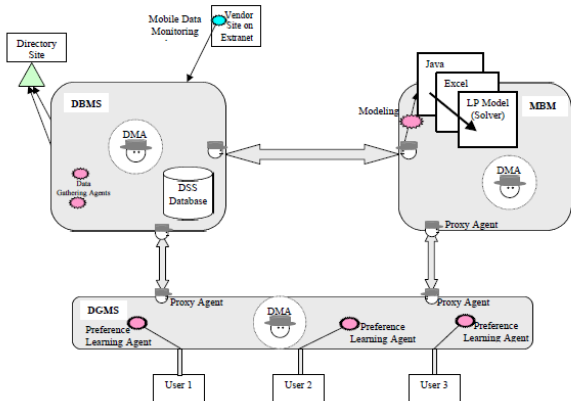 Directory
Site
Mobile Data
Monitoring
Vendor
Site on
Extranet
DBMS
DMA
Data
Gathering Agents
DSS
Database
Java
Excel
LP Model
(Solver)
MBM
Modeling
DMA
Proxy Agent
Proxy Agent
Proxy Agent
DGMS
DMA
Preference
Learning Agent
Preference
Learning Agent
Preference
Learning Agent
User 1
User 2
User 3